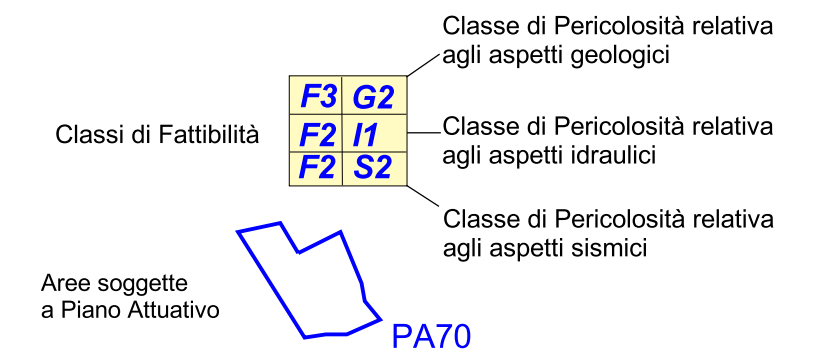 Classe di Pericolosità relativa
agli aspetti geologici
Classi di Fattibilità
F3 G2
F2 I1
F2 S2
Classe di Pericolosità relativa
agli aspetti idraulici
Classe di Pericolosità relativa
agli aspetti sismici
Aree soggette
a Piano Attuativo
PA70